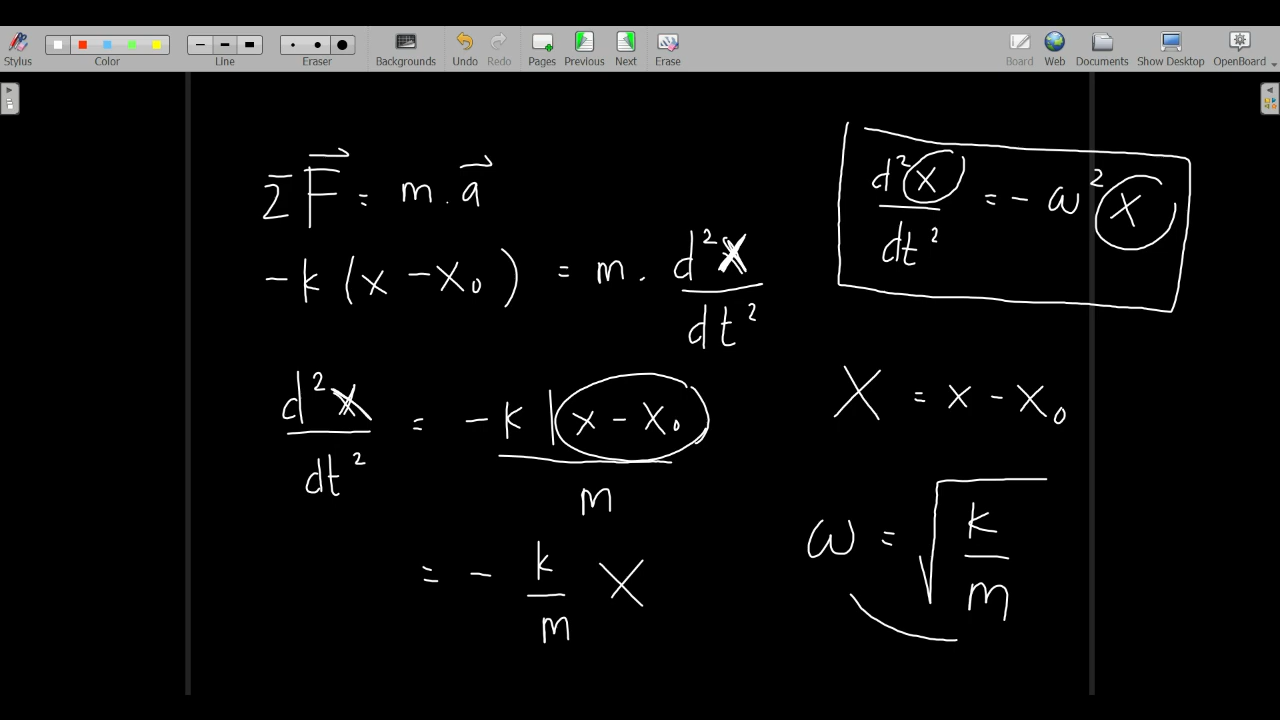 Stylus Color Line Eraser Backgrounds Undo Redo Pages Previous Next Erase Board Web Documents Show Desktop OpenBoard
Σ F⃗ = m . a⃗
-k (x - x₀) = m . d²X/dt²
d²X/dt² = -k (x - x₀)/m
= - k/m X
d²X/dt² = - ω² X
X = x - x₀
ω = √(k/m)